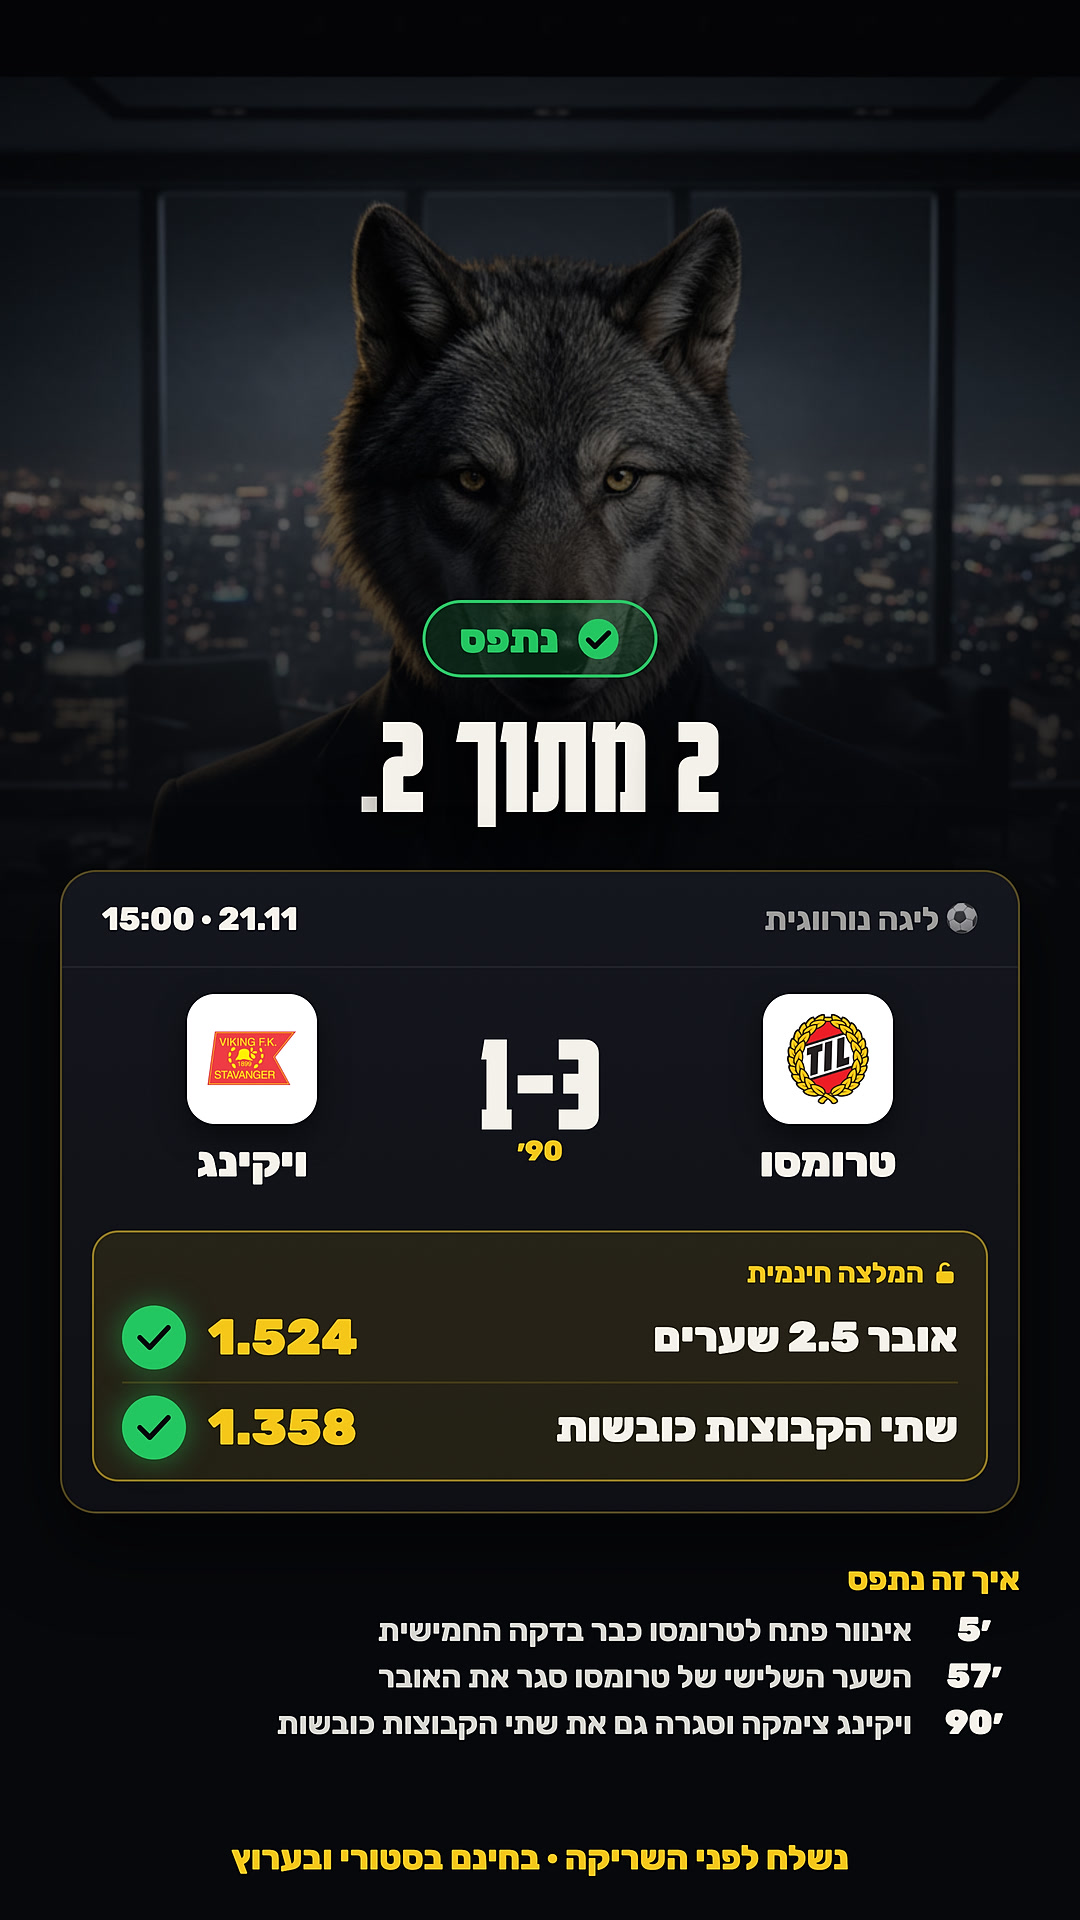 נתפס
2 מתוך 2.
ליגה נורווגית
21.11 • 15:00
TIL
טרומסו
1-3
90'
VIKING F.K.
1899
STAVANGER
ויקינג
המלצה חינמית
אובר 2.5 שערים 1.524
שתי הקבוצות כובשות 1.358
איך זה נתפס
5' אינוור פתח לטרומסו כבר בדקה החמישית
57' השער השלישי של טרומסו סגר את האובר
90' ויקינג צימקה וסגרה גם את שתי הקבוצות כובשות
נשלח לפני השריקה • בחינם בסטורי ובערוץ